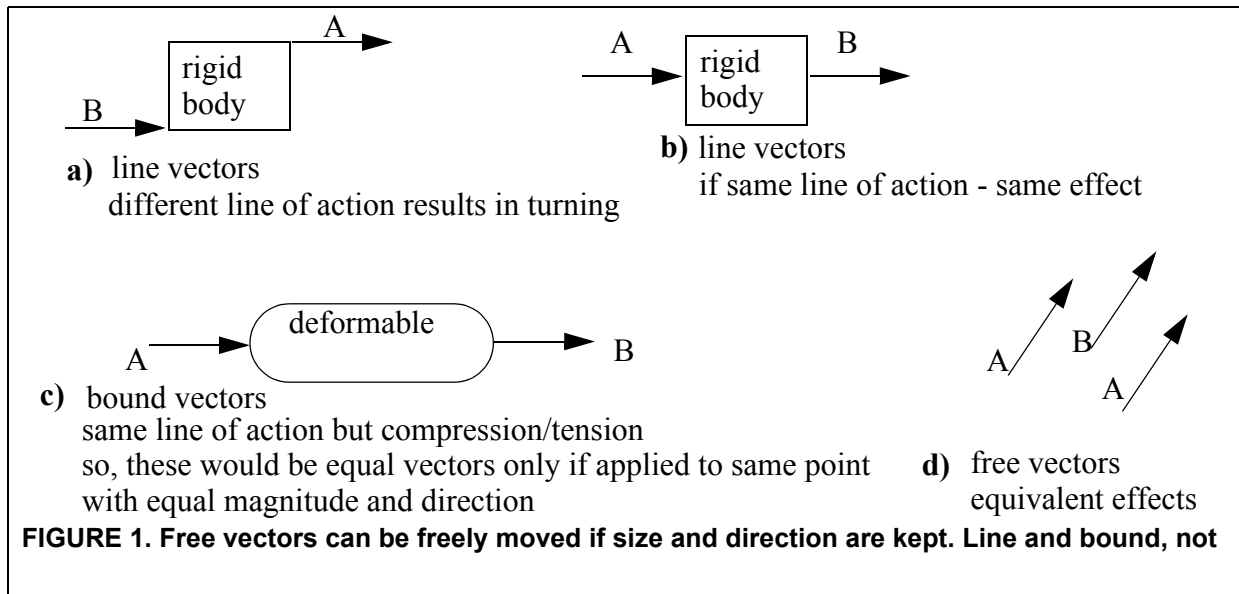 A
rigid
body
B
a) line vectors
different line of action results in turning
A
rigid
body
B
b) line vectors
if same line of action - same effect
deformable
A
B
c) bound vectors
same line of action but compression/tension
so, these would be equal vectors only if applied to same point
with equal magnitude and direction
A
B
A
d) free vectors
equivalent effects
FIGURE 1. Free vectors can be freely moved if size and direction are kept. Line and bound, not